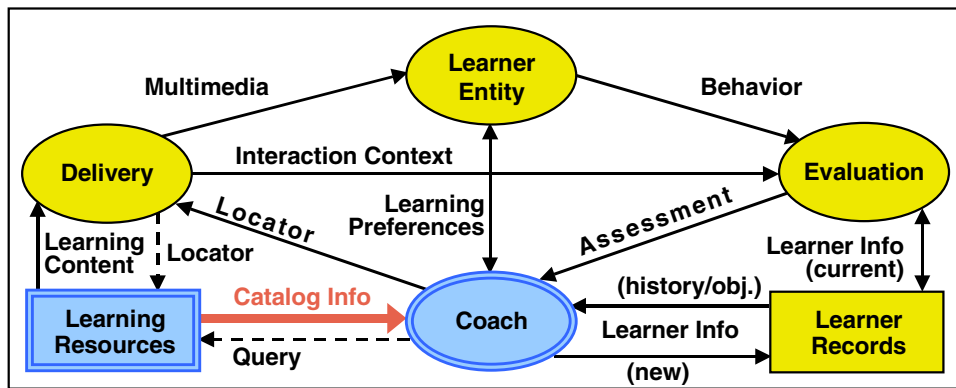 Learner
Entity
Multimedia
Behavior
Interaction Context
Delivery
Evaluation
Learning
Preferences
Locator
Assessment
Learning
Content
Locator
Learner Info
(current)
Catalog Info
(history/obj.)
Learning
Resources
Coach
Learner Info
Learner
Records
Query
(new)